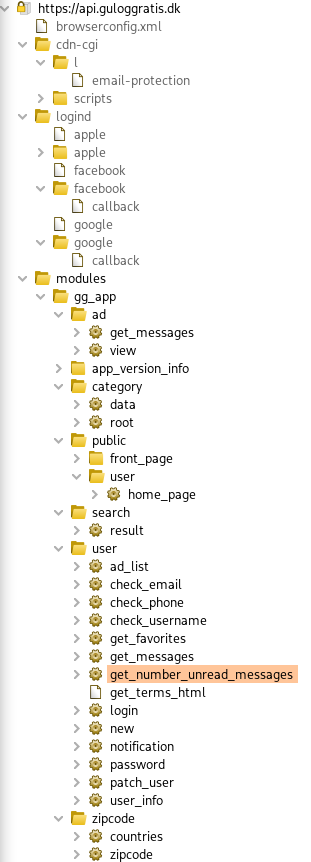 https://api.guloggratis.dk
browserconfig.xml
cdn-cgi
l
email-protection
scripts
logind
apple
apple
facebook
facebook
callback
google
google
callback
modules
gg_app
ad
get_messages
view
app_version_info
category
data
root
public
front_page
user
home_page
search
result
user
ad_list
check_email
check_phone
check_username
get_favorites
get_messages
get_number_unread_messages
get_terms_html
login
new
notification
password
patch_user
user_info
zipcode
countries
zipcode